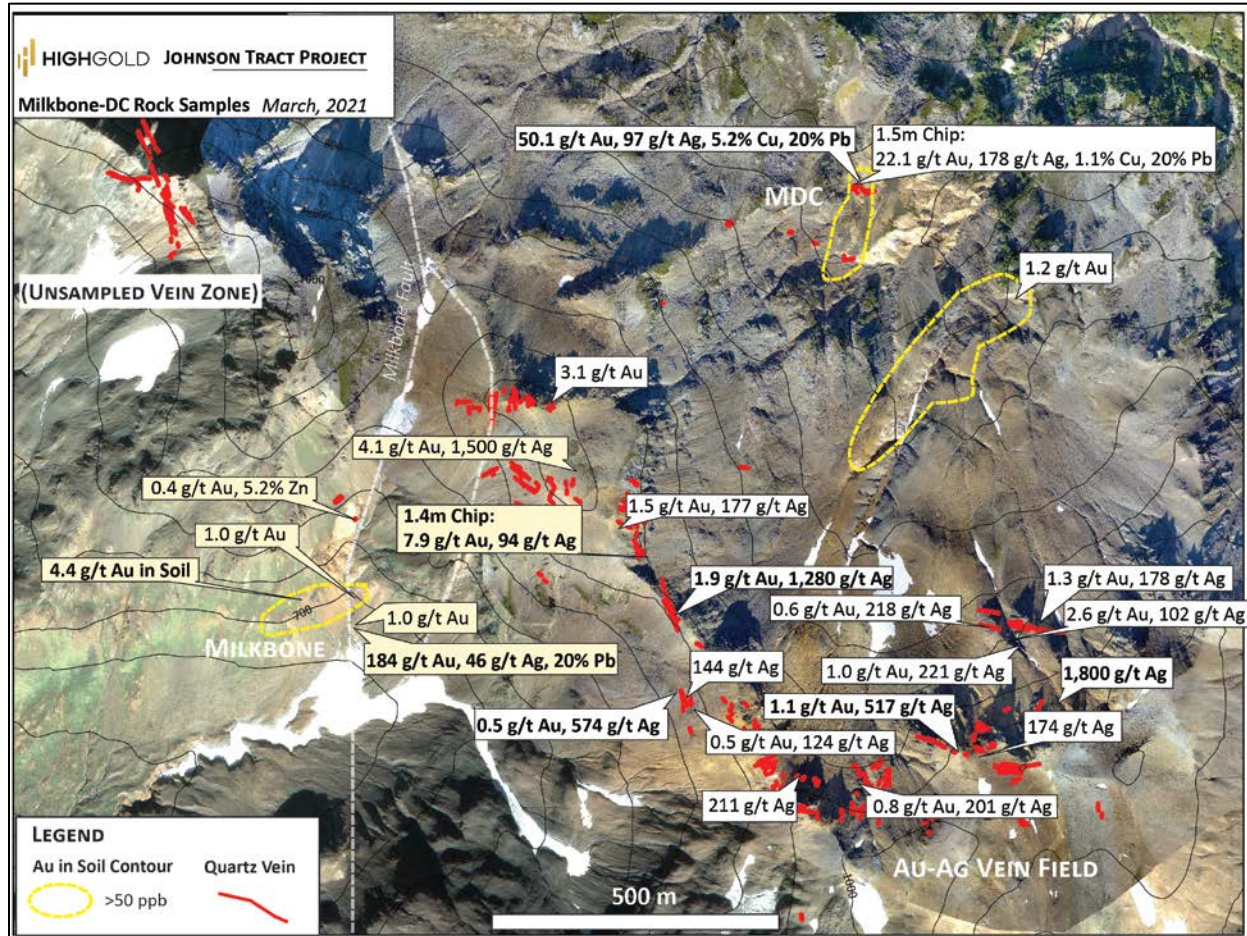 HIGHGOLD JOHNSON TRACT PROJECT
Milkbone-DC Rock Samples March, 2021
50.1 g/t Au, 97 g/t Ag, 5.2% Cu, 20% Pb
1.5m Chip:
22.1 g/t Au, 178 g/t Ag, 1.1% Cu, 20% Pb
MDC
1.2 g/t Au
(UNSAMPLED VEIN ZONE)
1000
Milkbone Fault
3.1 g/t Au
4.1 g/t Au, 1,500 g/t Ag
0.4 g/t Au, 5.2% Zn
1.4m Chip:
7.9 g/t Au, 94 g/t Ag
1.5 g/t Au, 177 g/t Ag
1.0 g/t Au
4.4 g/t Au in Soil
700
1.0 g/t Au
MILKBONE
184 g/t Au, 46 g/t Ag, 20% Pb
1.9 g/t Au, 1,280 g/t Ag
1.3 g/t Au, 178 g/t Ag
0.6 g/t Au, 218 g/t Ag
2.6 g/t Au, 102 g/t Ag
144 g/t Ag
1.0 g/t Au, 221 g/t Ag
1,800 g/t Ag
1.1 g/t Au, 517 g/t Ag
0.5 g/t Au, 574 g/t Ag
174 g/t Ag
0.5 g/t Au, 124 g/t Ag
211 g/t Ag
0.8 g/t Au, 201 g/t Ag
AU-AG VEIN FIELD
1000
LEGEND
Au in Soil Contour
Quartz Vein
>50 ppb
500 m